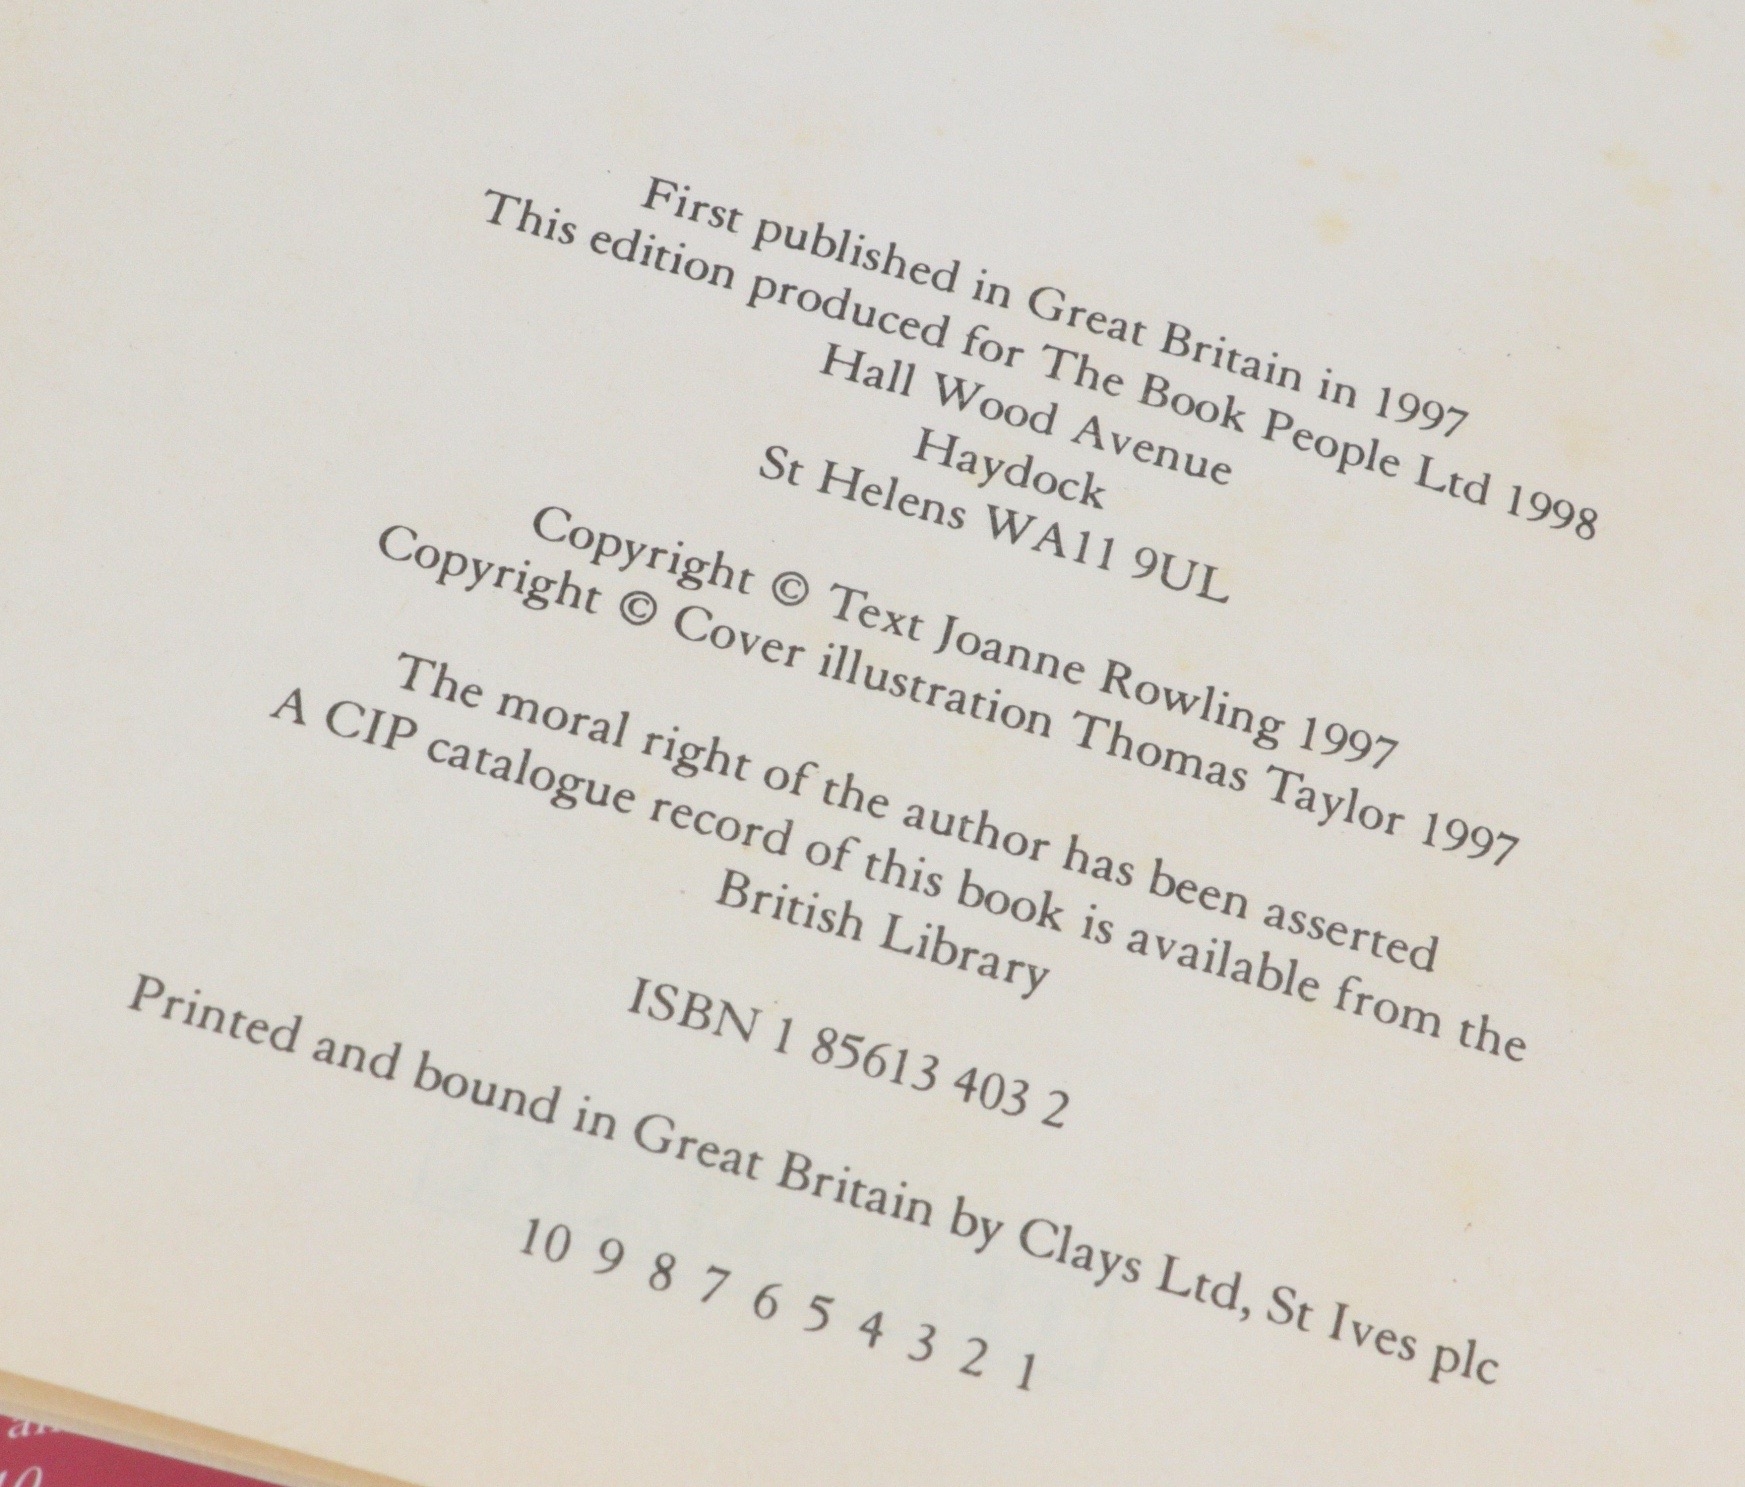 First published in Great Britain in 1997
This edition produced for The Book People Ltd 1998
Hall Wood Avenue
Haydock
St Helens WA11 9UL
Copyright © Text Joanne Rowling 1997
Copyright © Cover illustration Thomas Taylor 1997
The moral right of the author has been asserted
A CIP catalogue record of this book is available from the
British Library
ISBN 1 85613 403 2
Printed and bound in Great Britain by Clays Ltd, St Ives plc
10 9 8 7 6 5 4 3 2 1